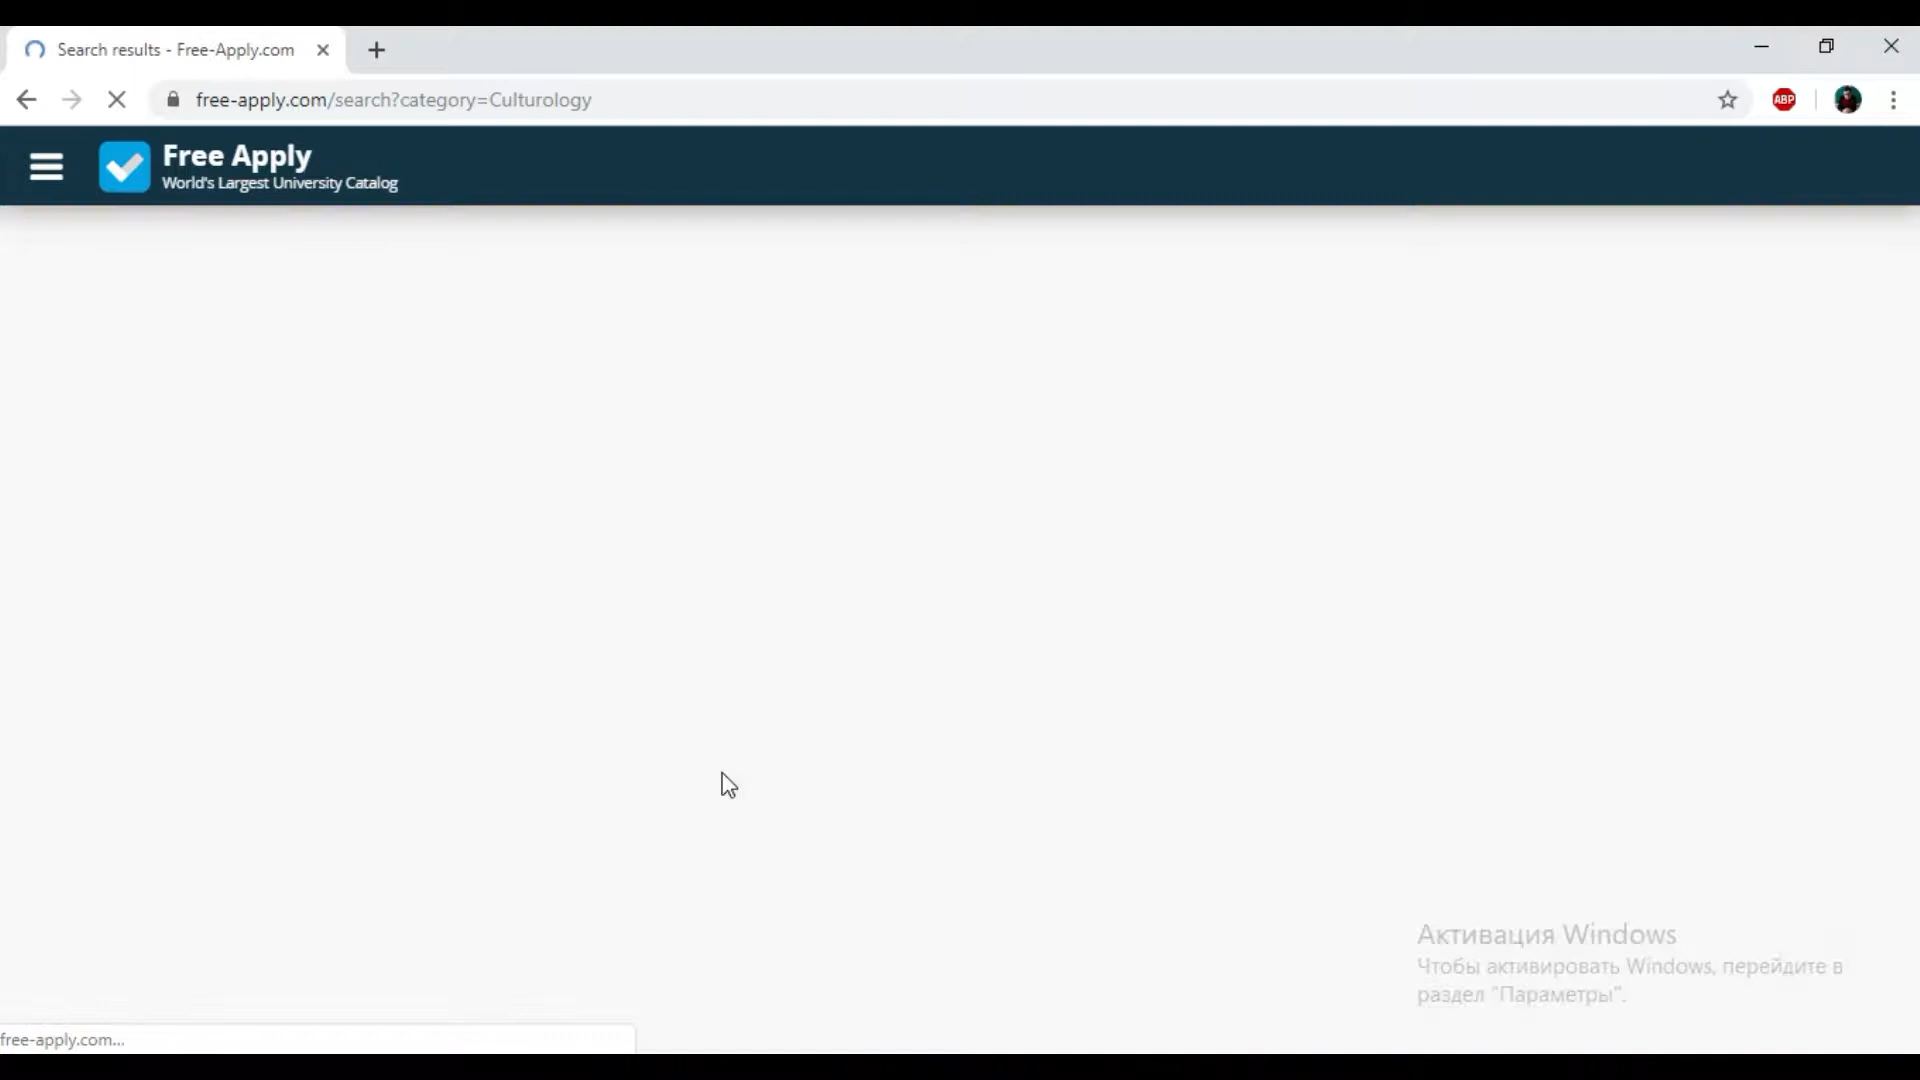 Search results - Free-Apply.com
free-apply.com/search?category=Culturology
ABP
Free Apply
World's Largest University Catalog
Активация Windows
Чтобы активировать Windows, перейдите в
раздел "Параметры".
free-apply.com...